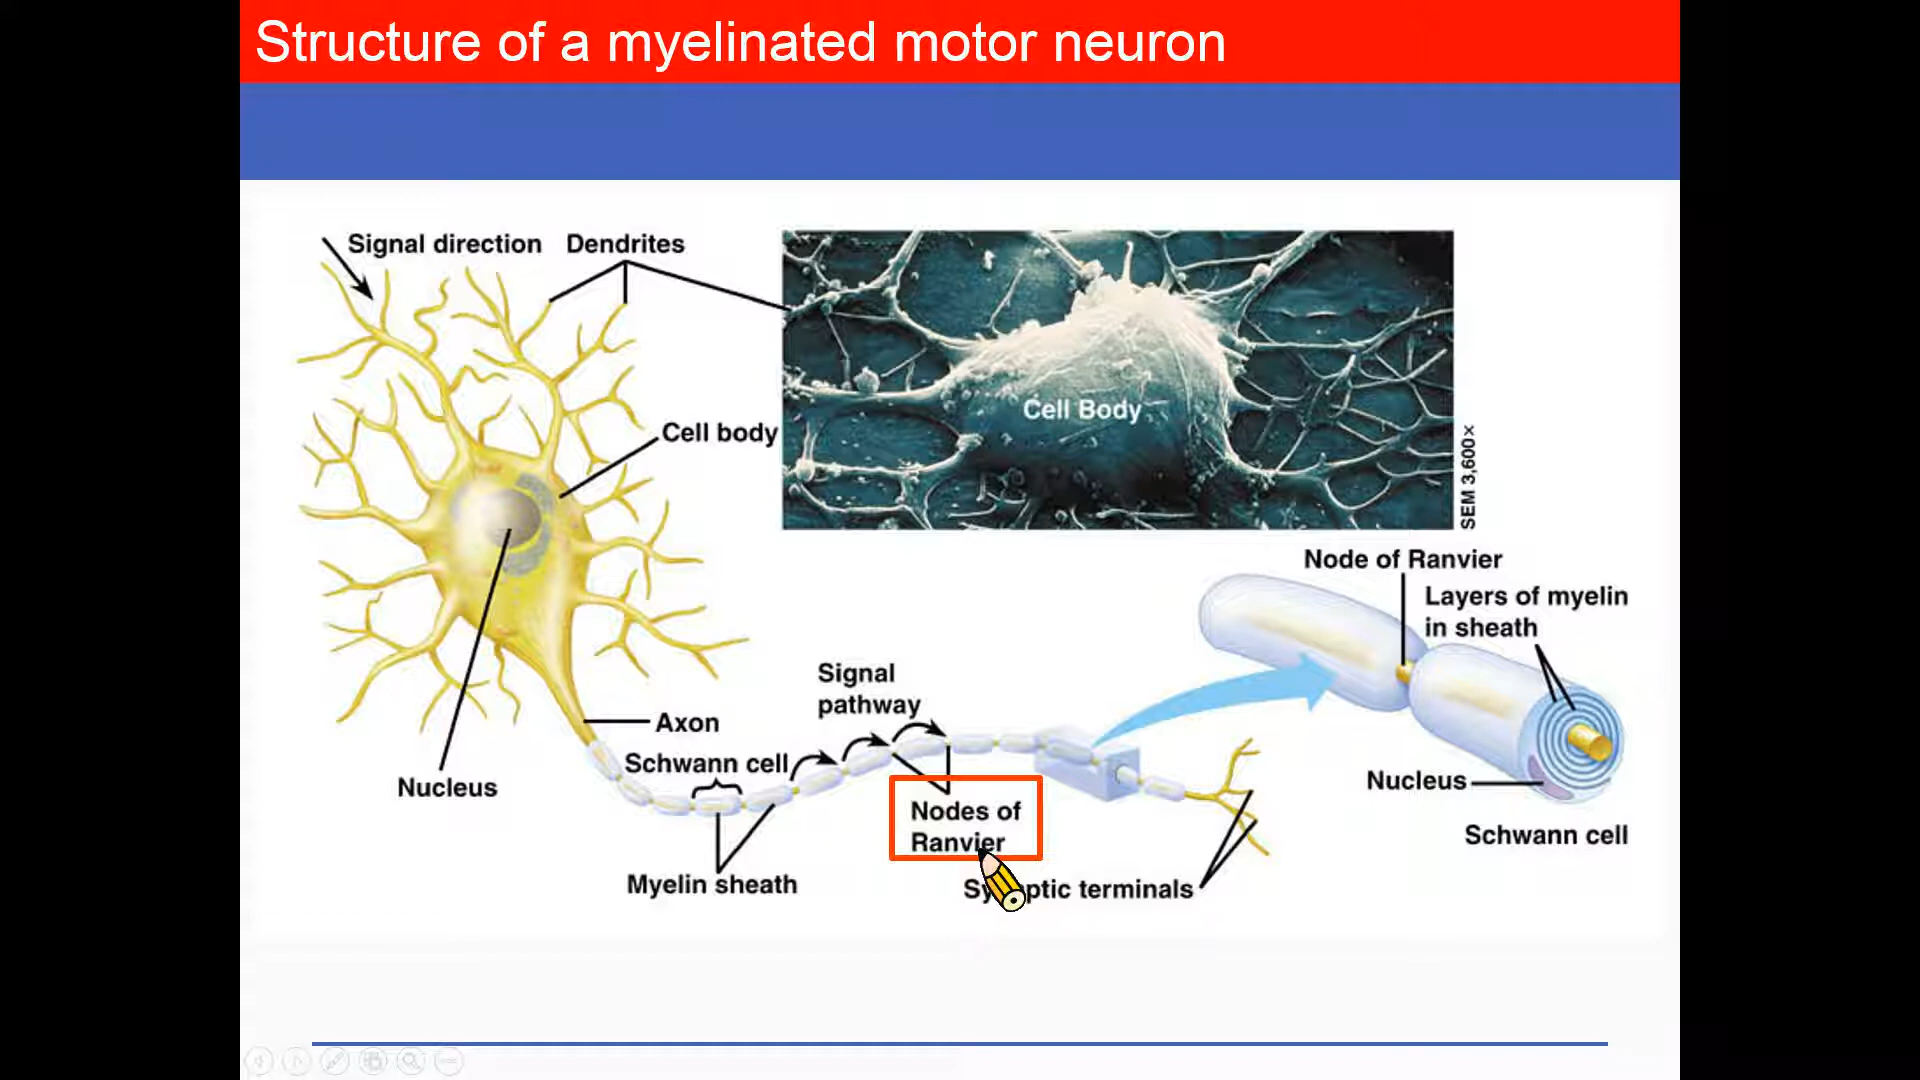 Structure of a myelinated motor neuron
Signal direction
Dendrites
Cell body
Cell Body
SEM 3,600×
Node of Ranvier
Layers of myelin
in sheath
Signal
pathway
Axon
Schwann cell
Nucleus
Nodes of
Ranvier
Myelin sheath
terminals
Nucleus
Schwann cell